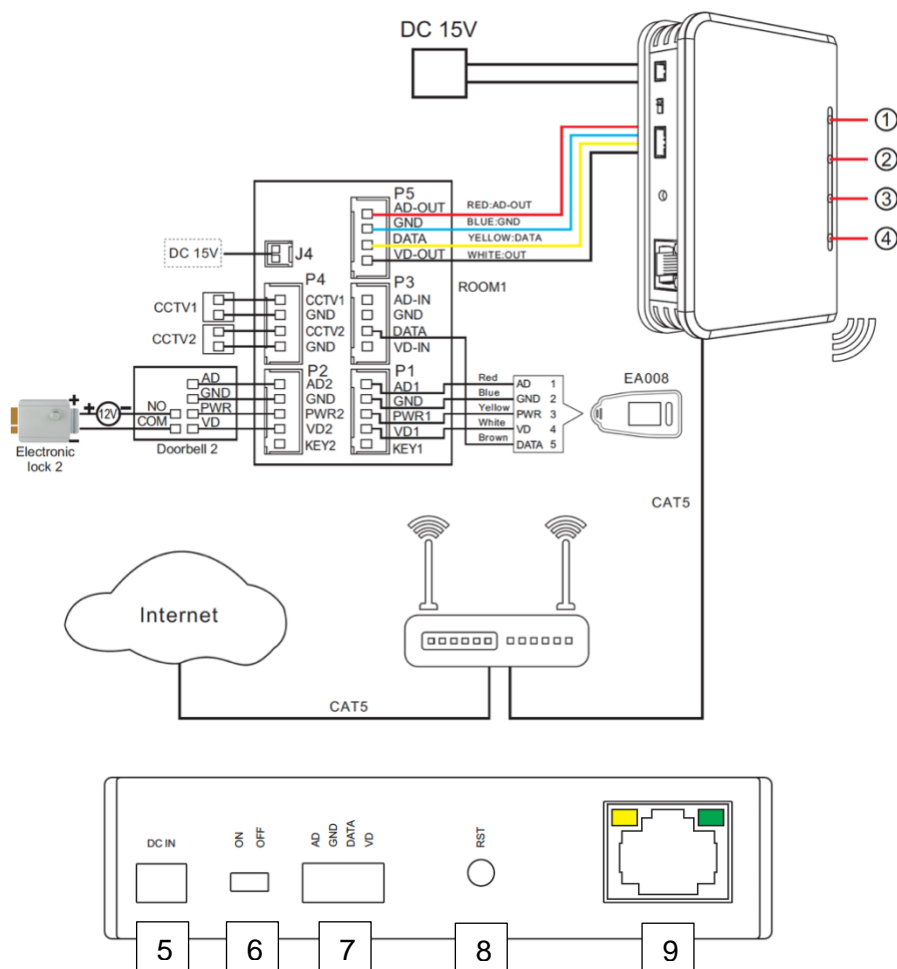 DC 15V
①
②
③
④
P5
AD-OUT
GND
DATA
VD-OUT
RED:AD-OUT
BLUE:GND
YELLOW:DATA
WHITE:OUT
DC 15V
J4
ROOM1
P4
CCTV1
GND
CCTV2
GND
P3
AD-IN
GND
DATA
VD-IN
CCTV1
CCTV2
P2
AD2
GND
PWR2
VD2
KEY2
P1
AD1
GND
PWR1
VD1
KEY1
AD
GND
PWR
VD
NO
COM
+ + 12V -
-
Electronic
lock 2
Doorbell 2
Red
Blue
Yellow
White
Brown
AD 1
GND 2
PWR 3
VD 4
DATA 5
EA008
CAT5
Internet
CAT5
DC IN
ON
OFF
AD
GND
DATA
VD
RST
5
6
7
8
9